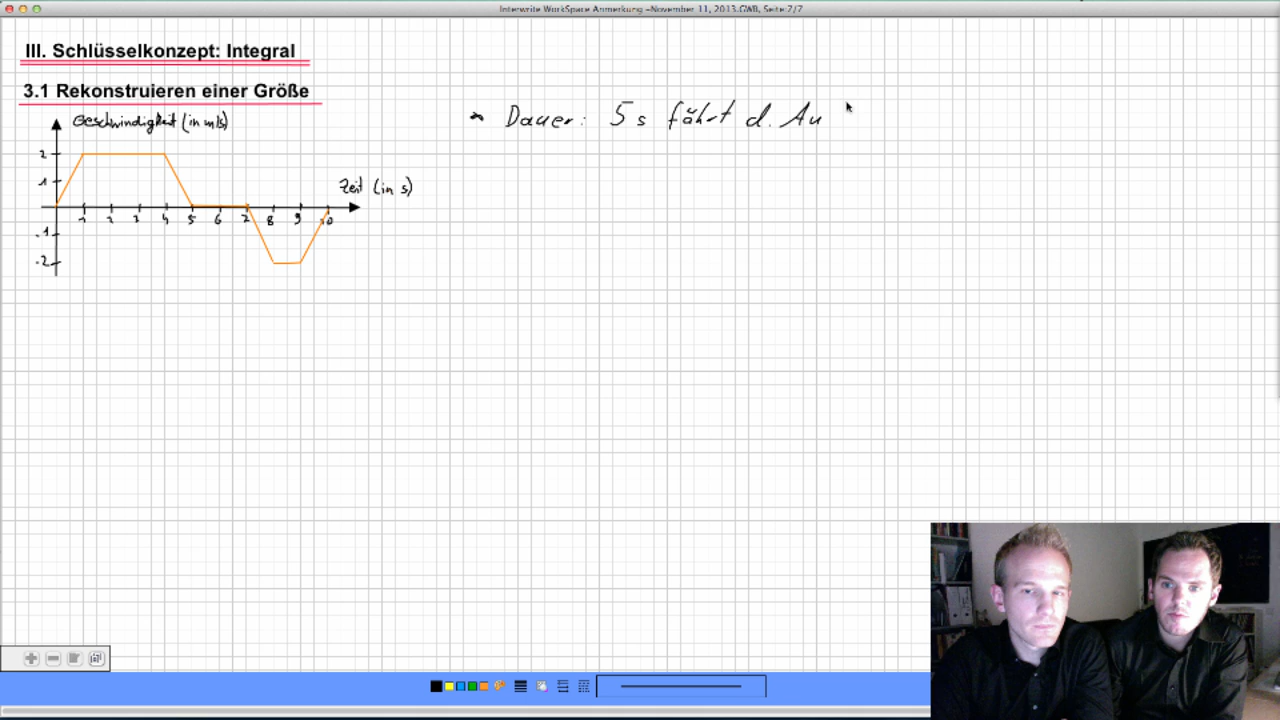 Interwrite WorkSpace Anmerkung –November 11, 2013.GWB, Seite:7/7
III. Schlüsselkonzept: Integral
3.1 Rekonstruieren einer Größe
Geschwindigkeit (in m/s)
Dauer: 5 s fährt d. Au
2
1
Zeit (in s)
1 2 3 4 5 6 7 8 9 10
-1
-2